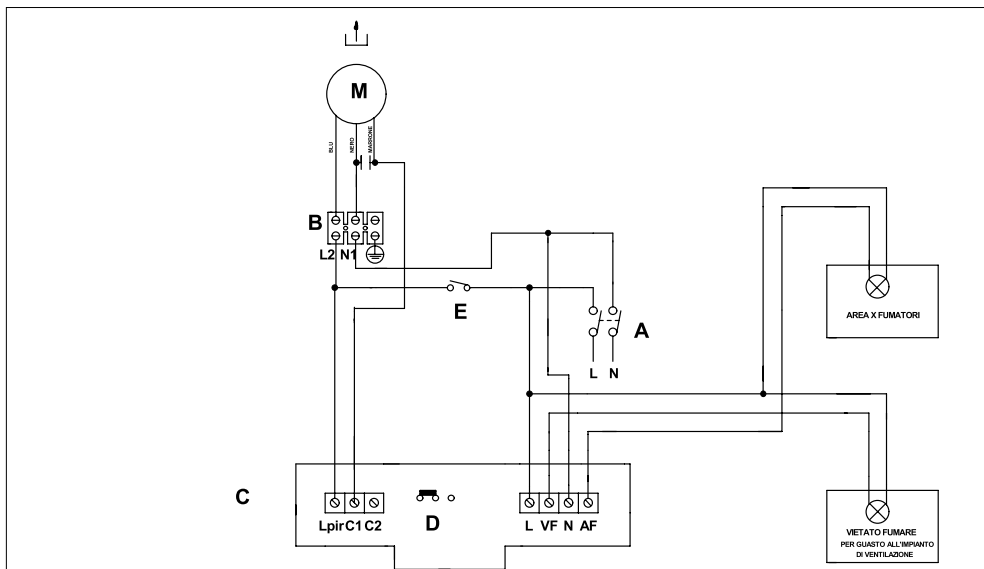 M
BLU
NERO
MARRONE
B
L2 N1
E
A
L N
AREA X FUMATORI
C
D
Lpir C1 C2
L VF N AF
VIETATO FUMARE
PER GUASTO ALL'IMPIANTO
DI VENTILAZIONE